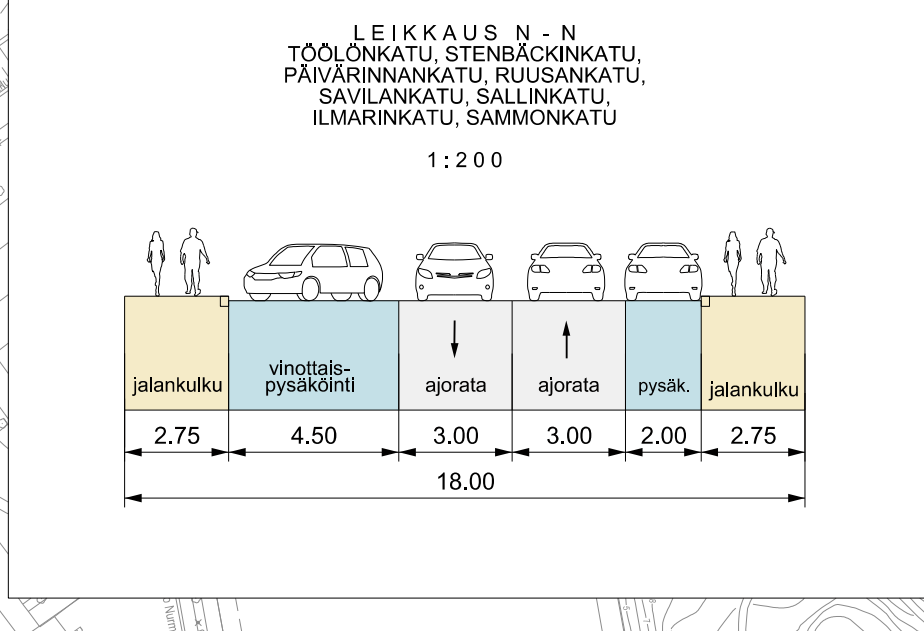 LEIKKAUS N - N
TÖÖLÖNKATU, STENBÄCKINKATU,
PÄIVÄRINNANKATU, RUUSANKATU,
SAVILANKATU, SALLINKATU,
ILMARINKATU, SAMMONKATU
1:200
jalankulku
vinottais-
pysäköinti
ajorata
ajorata
pysäk.
jalankulku
2.75
4.50
3.00
3.00
2.00
2.75
18.00